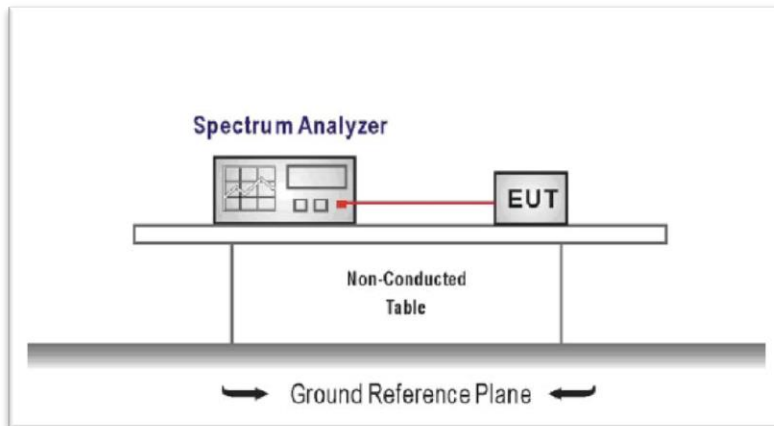 Spectrum Analyzer
EUT
Non-Conducted
Table
Ground Reference Plane